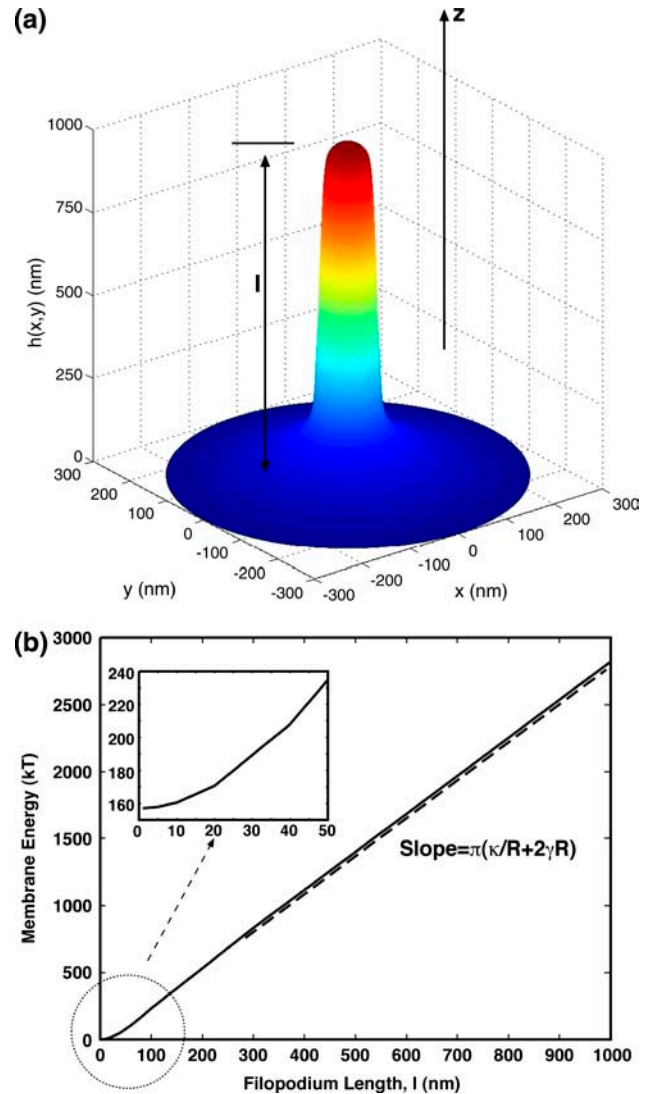 (a)
z
1000
750
500
250
0
h(x,y) (nm)
l
300
200
100
0
-100
-200
-300
y (nm)
-300
-200
-100
0
100
200
300
x (nm)
(b)
3000
2500
2000
1500
1000
500
0
Membrane Energy (kT)
240
220
200
180
160
0 10 20 30 40 50
Slope=π(κ/R+2γR)
0 100 200 300 400 500 600 700 800 900 1000
Filopodium Length, l (nm)